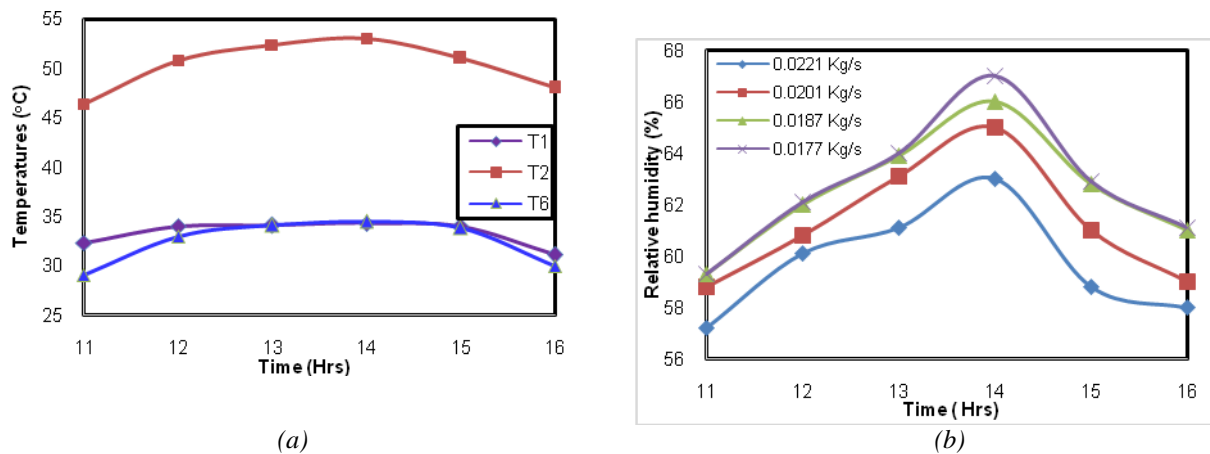 55
50
45
40
35
30
25
Temperatures (°C)
T1
T2
T6
11 12 13 14 15 16
Time (Hrs)
(a)
68
66
64
62
60
58
56
Relative humidity (%)
0.0221 Kg/s
0.0201 Kg/s
0.0187 Kg/s
0.0177 Kg/s
11 12 13 14 15 16
Time ( Hrs)
(b)